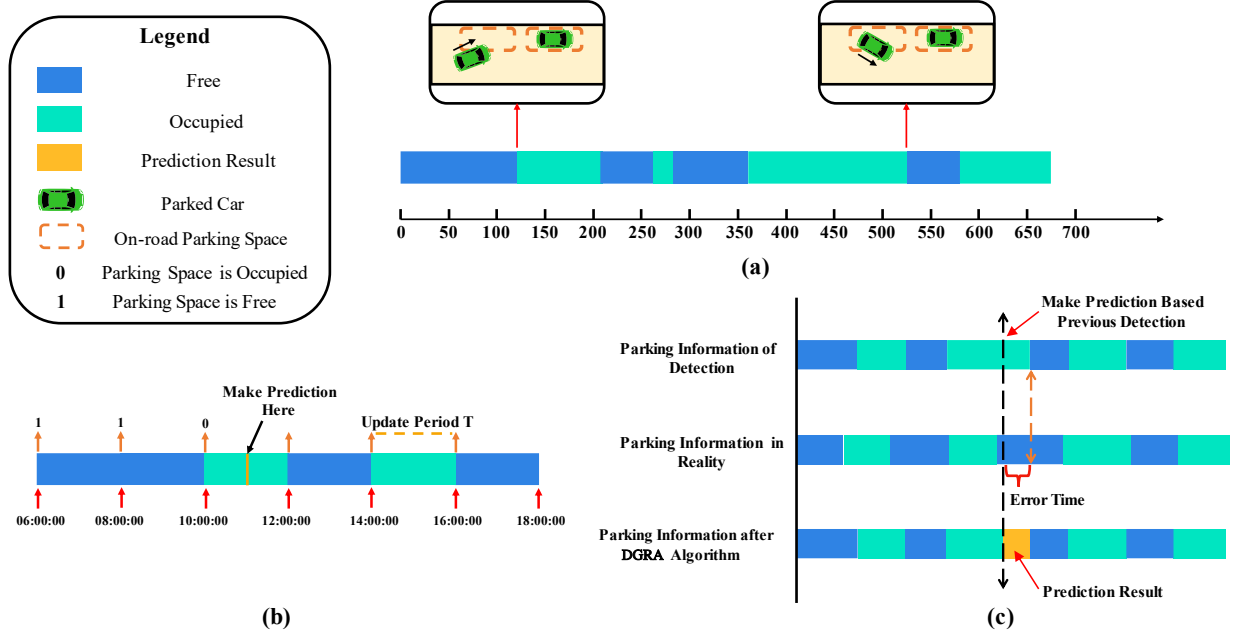 Legend
Free
Occupied
Prediction Result
Parked Car
On-road Parking Space
0 Parking Space is Occupied
1 Parking Space is Free
0 50 100 150 200 250 300 350 400 450 500 550 600 650 700
(a)
Make Prediction
Here
1 1 0 Update Period T
06:00:00 08:00:00 10:00:00 12:00:00 14:00:00 16:00:00 18:00:00
(b)
Make Prediction Based
Previous Detection
Parking Information of
Detection
Parking Information in
Reality
Error Time
Parking Information after
DGRA Algorithm
Prediction Result
(c)